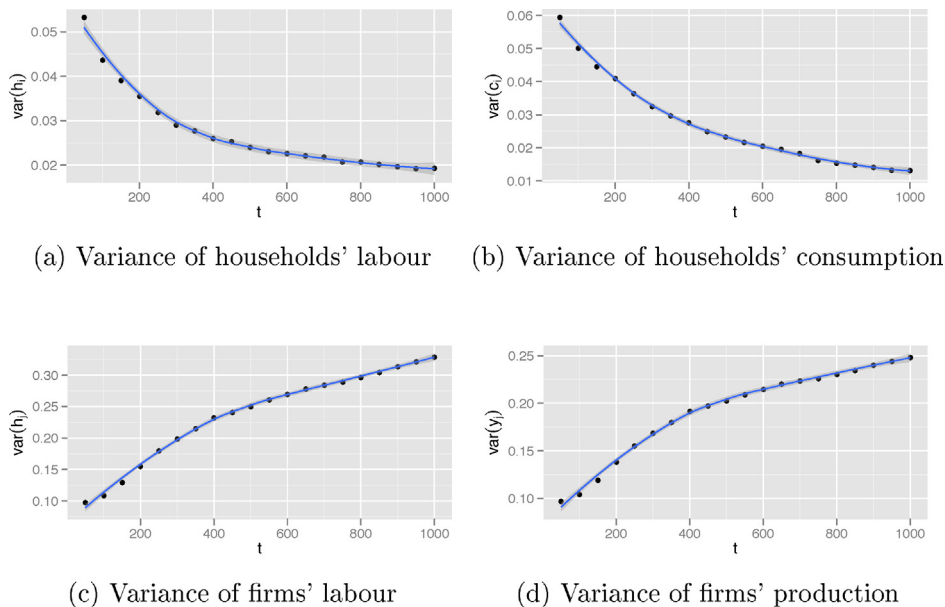 0.05
0.04
0.03
0.02
var(hi)
200 400 600 800 1000
t
(a) Variance of households' labour
0.06
0.05
0.04
0.03
0.02
0.01
var(ci)
200 400 600 800 1000
t
(b) Variance of households' consumption
0.30
0.25
0.20
0.15
0.10
var(hj)
200 400 600 800 1000
t
(c) Variance of firms' labour
0.25
0.20
0.15
0.10
var(yj)
200 400 600 800 1000
t
(d) Variance of firms' production